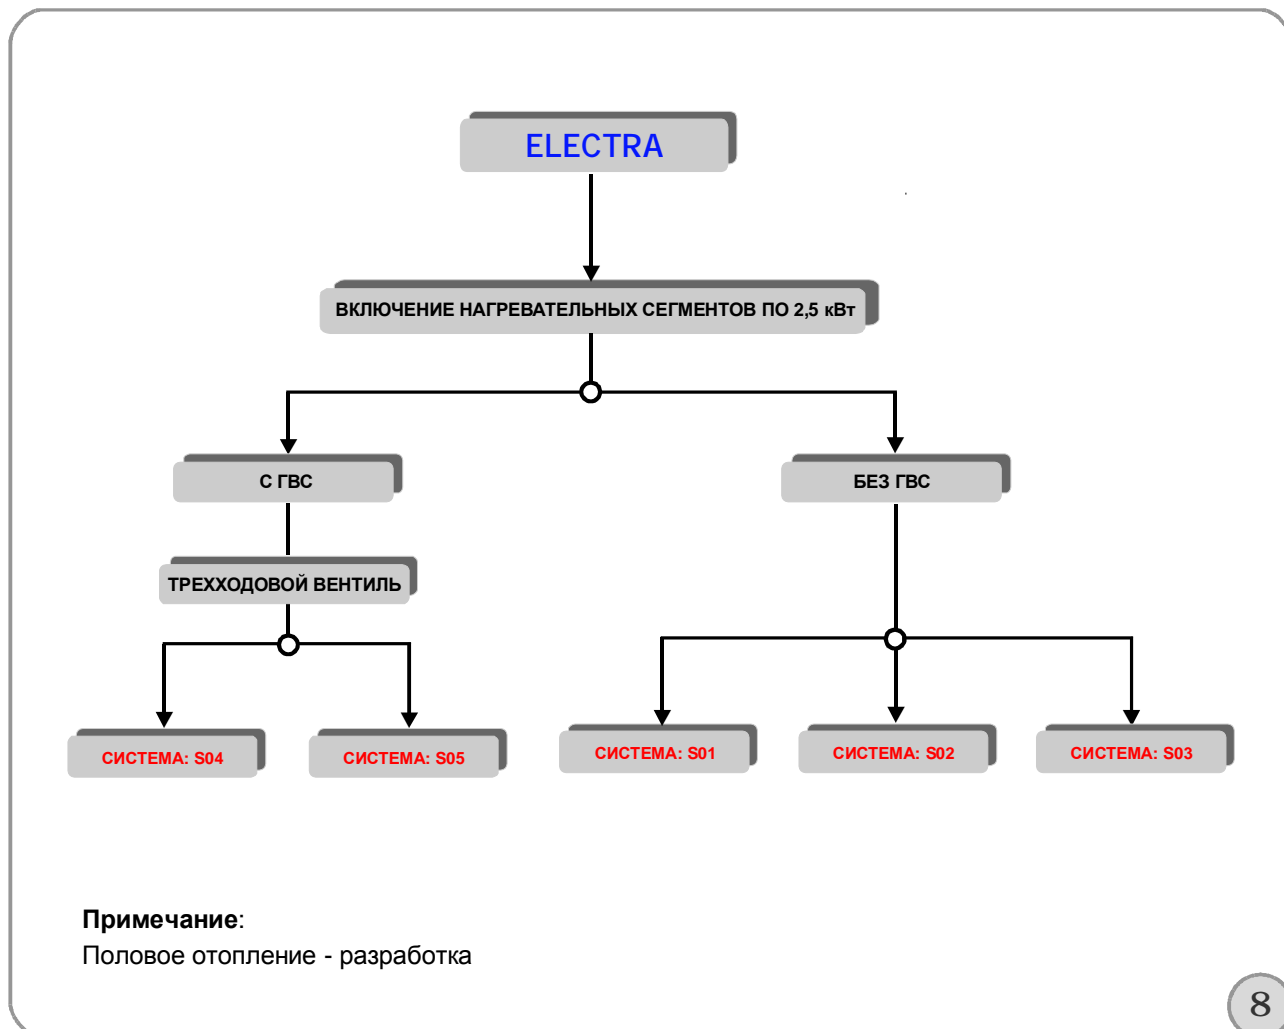 ELECTRA
ВКЛЮЧЕНИЕ НАГРЕВАТЕЛЬНЫХ СЕГМЕНТОВ ПО 2,5 кВт
С ГВС
БЕЗ ГВС
ТРЕХХОДОВОЙ ВЕНТИЛЬ
СИСТЕМА: S04
СИСТЕМА: S05
СИСТЕМА: S01
СИСТЕМА: S02
СИСТЕМА: S03
Примечание:
Половое отопление - разработка
8